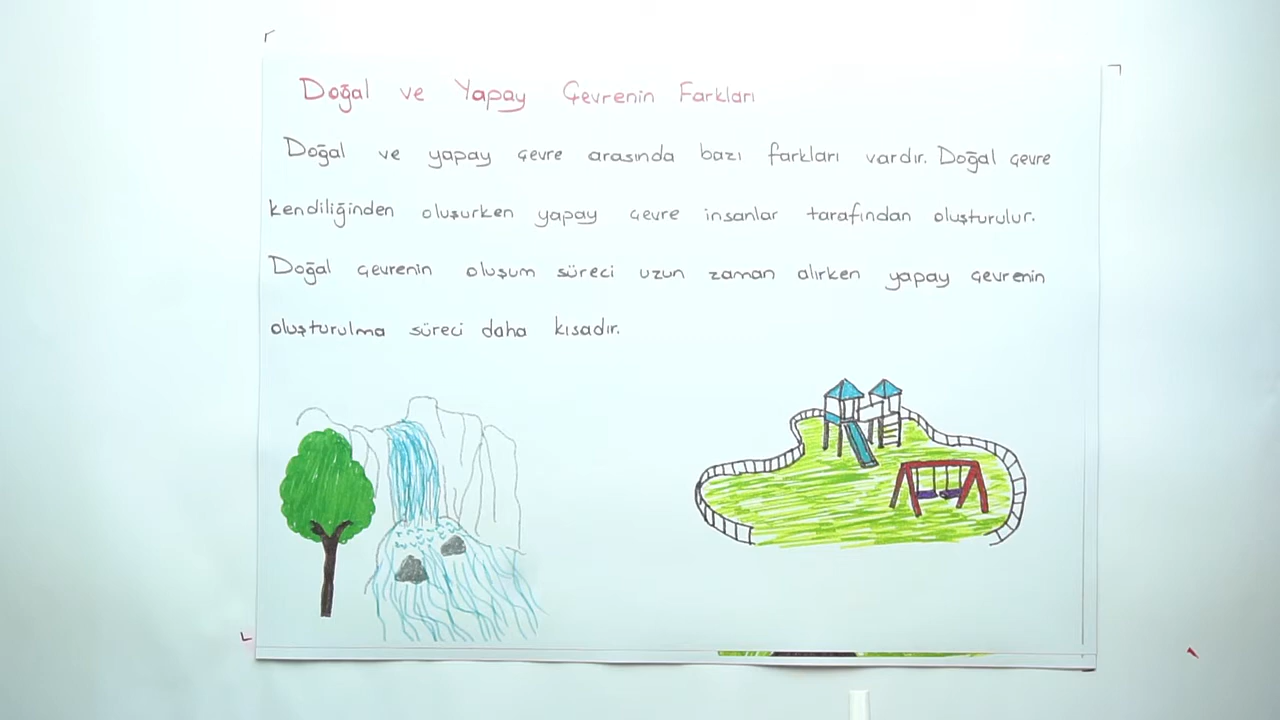 Doğal ve Yapay Çevrenin Farkları
Doğal ve yapay çevre arasında bazı farkları vardır. Doğal çevre
kendiliğinden oluşurken yapay çevre insanlar tarafından oluşturulur.
Doğal çevrenin oluşum süreci uzun zaman alırken yapay çevrenin
oluşturulma süreci daha kısadır.